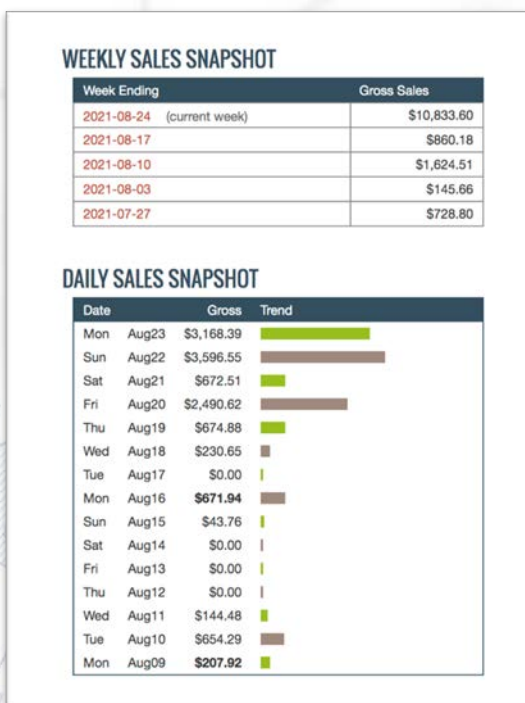 WEEKLY SALES SNAPSHOT
Week Ending Gross Sales
2021-08-24 (current week) $10,833.60
2021-08-17 $860.18
2021-08-10 $1,624.51
2021-08-03 $145.66
2021-07-27 $728.80
DAILY SALES SNAPSHOT
Date Gross Trend
Mon Aug23 $3,168.39
Sun Aug22 $3,596.55
Sat Aug21 $672.51
Fri Aug20 $2,490.62
Thu Aug19 $674.88
Wed Aug18 $230.65
Tue Aug17 $0.00
Mon Aug16 $671.94
Sun Aug15 $43.76
Sat Aug14 $0.00
Fri Aug13 $0.00
Thu Aug12 $0.00
Wed Aug11 $144.48
Tue Aug10 $654.29
Mon Aug09 $207.92